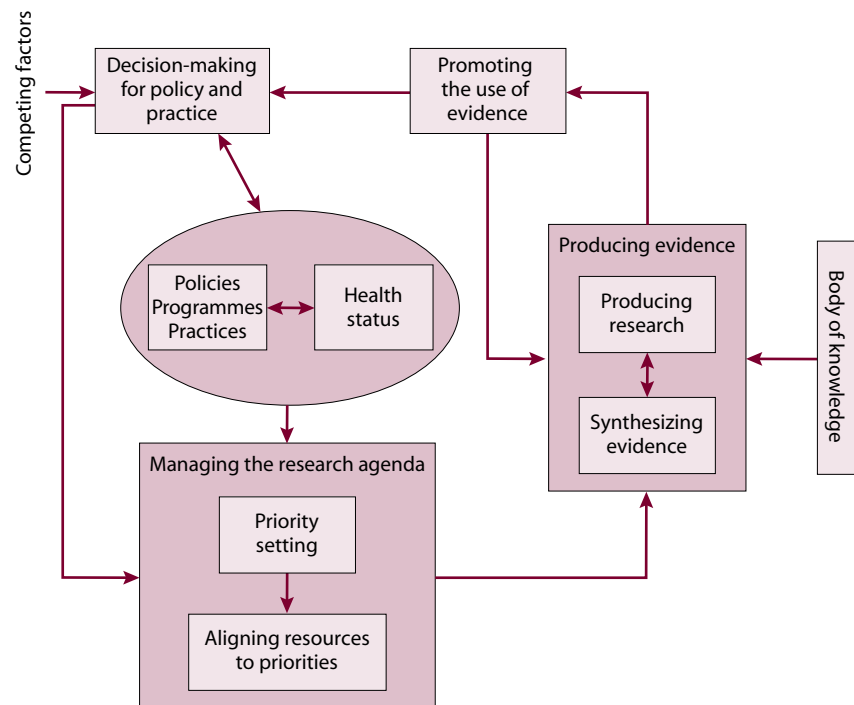 Competing factors
Decision-making
for policy and
practice
Promoting
the use of
evidence
Policies
Programmes
Practices
Health
status
Producing evidence
Producing
research
Synthesizing
evidence
Body of knowledge
Managing the research agenda
Priority
setting
Aligning resources
to priorities